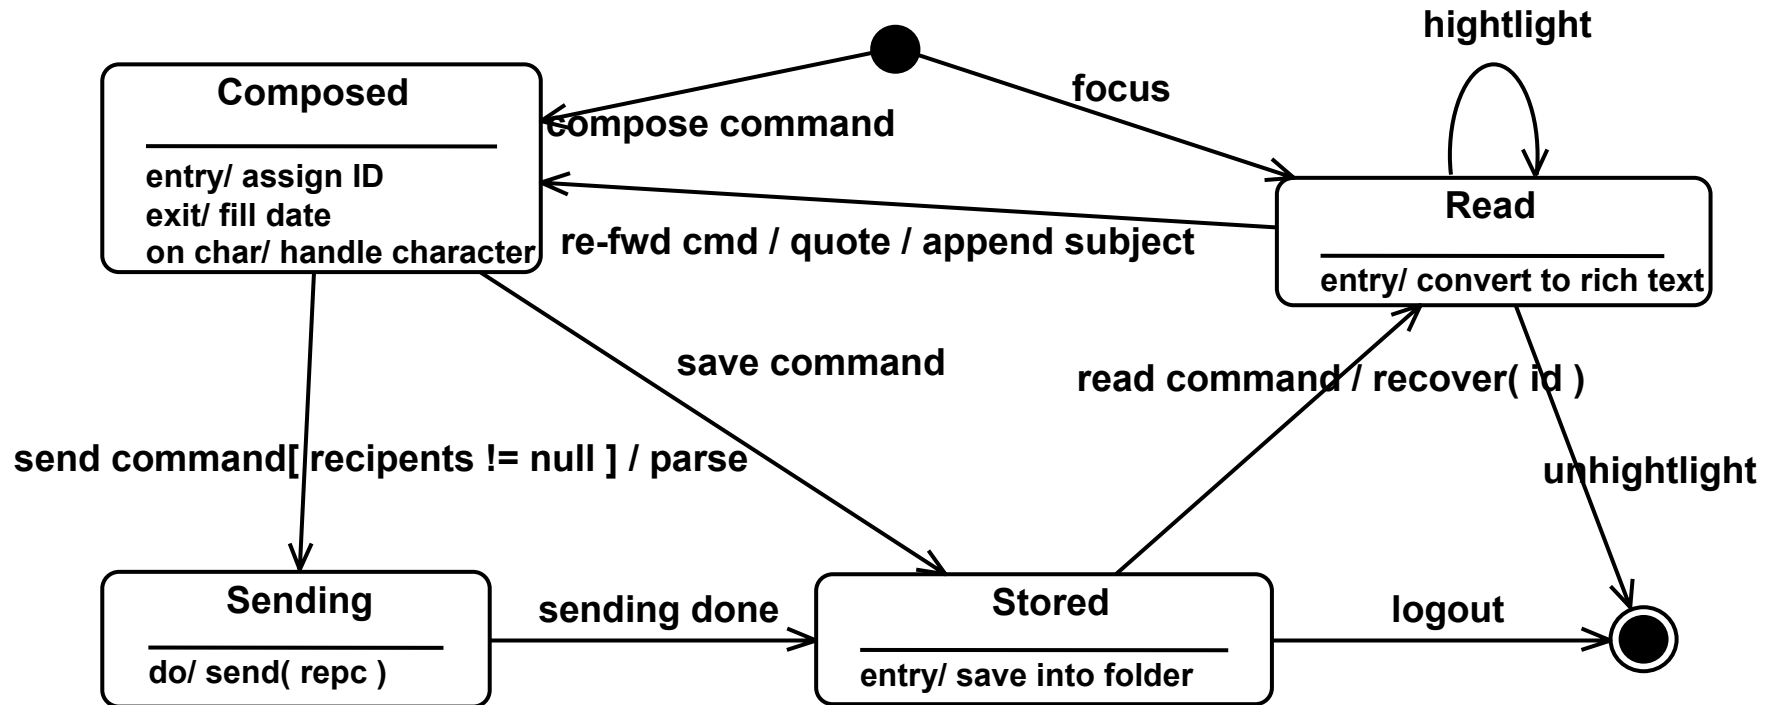 hightlight
Composed
focus
compose command
entry/ assign ID
exit/ fill date
on char/ handle character
Read
re-fwd cmd / quote / append subject
entry/ convert to rich text
save command
read command / recover( id )
send command[ recipents != null ] / parse
unhightlight
Sending
sending done
Stored
logout
do/ send( repc )
entry/ save into folder